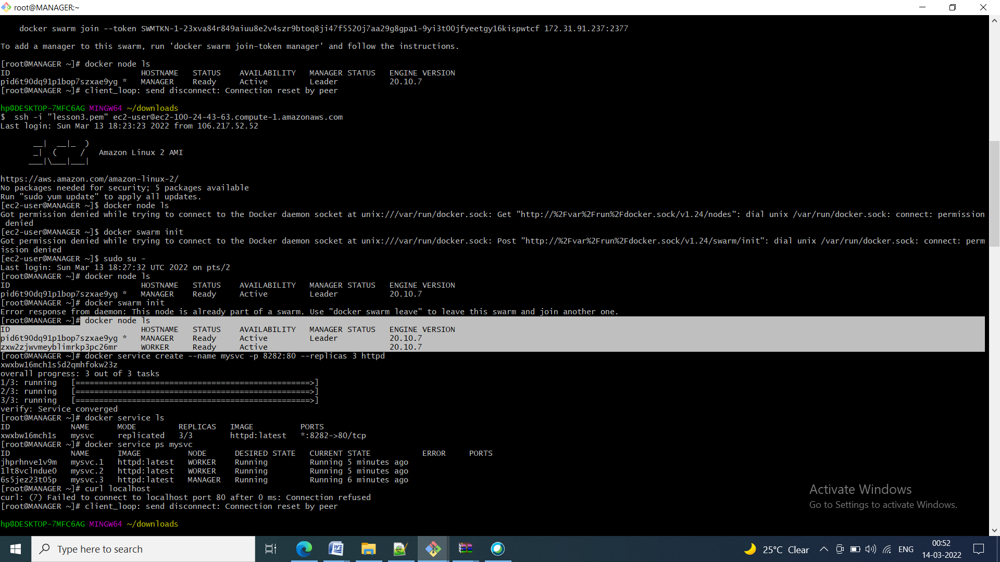 root@MANAGER:~
docker swarm join --token SWMTKN-1-23xva84r849aiuu8e2v4szr9btoq8ji47f5520j7aa29g8gpa1-9yi3t00jfyeetgy16kispwtcf 172.31.91.237:2377
To add a manager to this swarm, run 'docker swarm join-token manager' and follow the instructions.
[root@MANAGER ~]# docker node ls
ID HOSTNAME STATUS AVAILABILITY MANAGER STATUS ENGINE VERSION
pid6t90dq91p1bop7szxae9yg * MANAGER Ready Active Leader 20.10.7
[root@MANAGER ~]# client_loop: send disconnect: Connection reset by peer
hp@DESKTOP-7MFC6AG MINGW64 ~/downloads
$ ssh -i "lesson3.pem" ec2-user@ec2-100-24-43-63.compute-1.amazonaws.com
Last login: Sun Mar 13 18:23:23 2022 from 106.217.52.52
__| __|_ )
_| ( / Amazon Linux 2 AMI
___|\___|___|
https://aws.amazon.com/amazon-linux-2/
No packages needed for security; 5 packages available
Run "sudo yum update" to apply all updates.
[ec2-user@MANAGER ~]$ docker node ls
Got permission denied while trying to connect to the Docker daemon socket at unix:///var/run/docker.sock: Get "http://%2Fvar%2Frun%2Fdocker.sock/v1.24/nodes": dial unix /var/run/docker.sock: connect: permission
denied
[ec2-user@MANAGER ~]$ docker swarm init
Got permission denied while trying to connect to the Docker daemon socket at unix:///var/run/docker.sock: Post "http://%2Fvar%2Frun%2Fdocker.sock/v1.24/swarm/init": dial unix /var/run/docker.sock: connect: perm
ission denied
[ec2-user@MANAGER ~]$ sudo su -
Last login: Sun Mar 13 18:27:32 UTC 2022 on pts/2
[root@MANAGER ~]# docker node ls
ID HOSTNAME STATUS AVAILABILITY MANAGER STATUS ENGINE VERSION
pid6t90dq91p1bop7szxae9yg * MANAGER Ready Active Leader 20.10.7
[root@MANAGER ~]# docker swarm init
Error response from daemon: This node is already part of a swarm. Use "docker swarm leave" to leave this swarm and join another one.
[root@MANAGER ~]# docker node ls
ID HOSTNAME STATUS AVAILABILITY MANAGER STATUS ENGINE VERSION
pid6t90dq91p1bop7szxae9yg * MANAGER Ready Active Leader 20.10.7
zxw2zjwvmeyblimrkp3pc26mr WORKER Ready Active 20.10.7
[root@MANAGER ~]# docker service create --name mysvc -p 8282:80 --replicas 3 httpd
xwxbw16mch1s5d2qmhfokw23z
overall progress: 3 out of 3 tasks
1/3: running [==================================================>]
2/3: running [==================================================>]
3/3: running [==================================================>]
verify: Service converged
[root@MANAGER ~]# docker service ls
ID NAME MODE REPLICAS IMAGE PORTS
xwxbw16mch1s mysvc replicated 3/3 httpd:latest *:8282->80/tcp
[root@MANAGER ~]# docker service ps mysvc
ID NAME IMAGE NODE DESIRED STATE CURRENT STATE ERROR PORTS
jhprhnve1v9m mysvc.1 httpd:latest WORKER Running Running 5 minutes ago
1lt8vclndue0 mysvc.2 httpd:latest WORKER Running Running 5 minutes ago
6s5jez23t05p mysvc.3 httpd:latest MANAGER Running Running 6 minutes ago
[root@MANAGER ~]# curl localhost
curl: (7) Failed to connect to localhost port 80 after 0 ms: Connection refused
[root@MANAGER ~]# client_loop: send disconnect: Connection reset by peer
hp@DESKTOP-7MFC6AG MINGW64 ~/downloads
Activate Windows
Go to Settings to activate Windows.
Type here to search
25°C Clear
ENG
00:52
14-03-2022